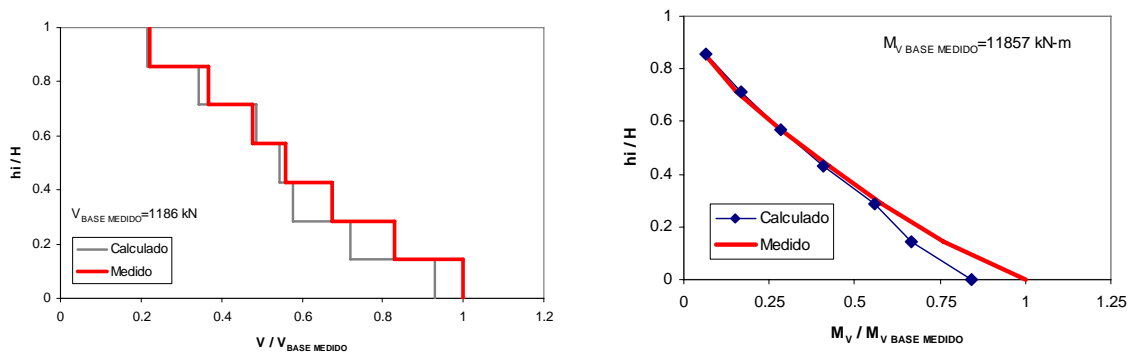 1
0.8
0.6
0.4
0.2
0
hi / H
V BASE MEDIDO=1186 kN
Calculado
Medido
0 0.2 0.4 0.6 0.8 1 1.2
V / V BASE MEDIDO
1
0.8
0.6
0.4
0.2
0
hi / H
M V BASE MEDIDO=11857 kN-m
Calculado
Medido
0 0.25 0.5 0.75 1 1.25
M V / M V BASE MEDIDO